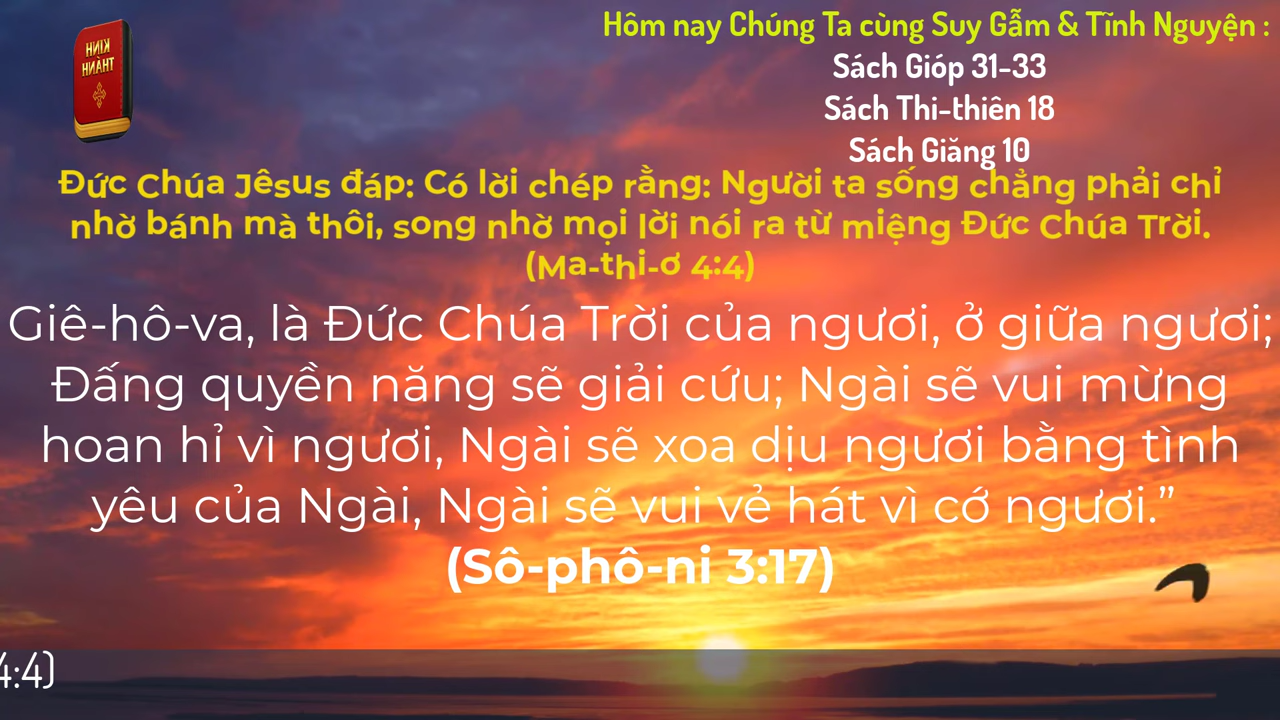 KINH
THÁNH
Hôm nay Chúng Ta cùng Suy Gẫm & Tĩnh Nguyện :
Sách Gióp 31-33
Sách Thi-thiên 18
Sách Giăng 10
Đức Chúa Jêsus đáp: Có lời chép rằng: Người ta sống chẳng phải chỉ
nhờ bánh mà thôi, song nhờ mọi lời nói ra từ miệng Đức Chúa Trời.
(Ma-thi-ơ 4:4)
Giê-hô-va, là Đức Chúa Trời của ngươi, ở giữa ngươi;
Đấng quyền năng sẽ giải cứu; Ngài sẽ vui mừng
hoan hỉ vì ngươi, Ngài sẽ xoa dịu ngươi bằng tình
yêu của Ngài, Ngài sẽ vui vẻ hát vì cớ ngươi.”
(Sô-phô-ni 3:17)
4:4)